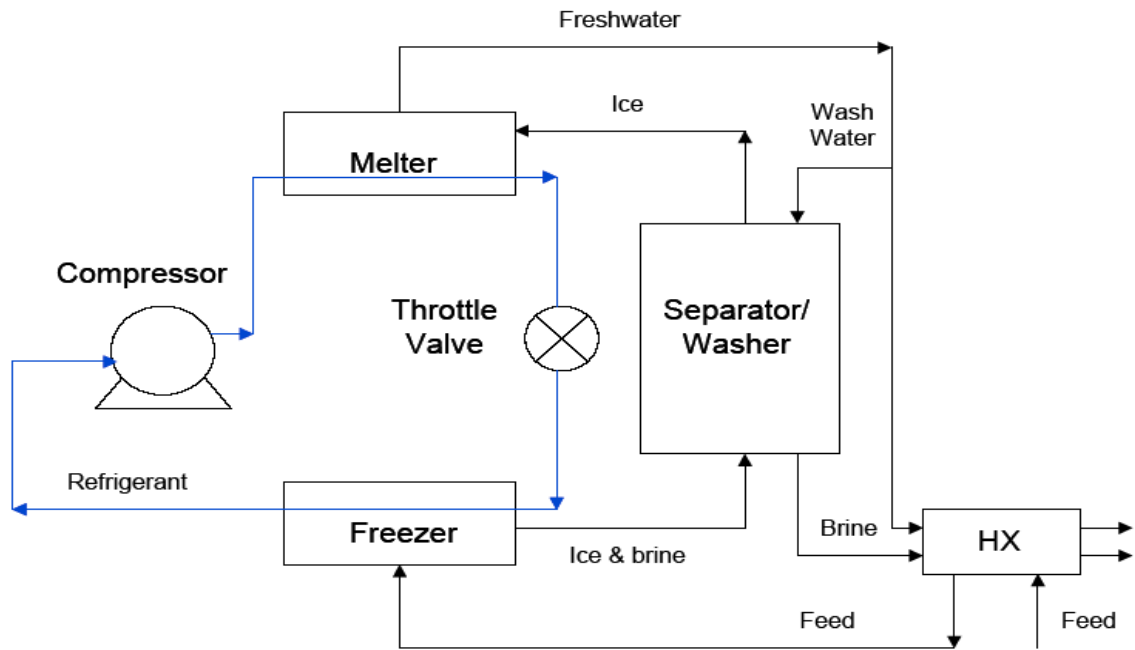 Freshwater
Ice
Wash
Water
Melter
Compressor
Throttle
Valve
Separator/
Washer
Refrigerant
Freezer
Ice & brine
Brine
HX
Feed
Feed